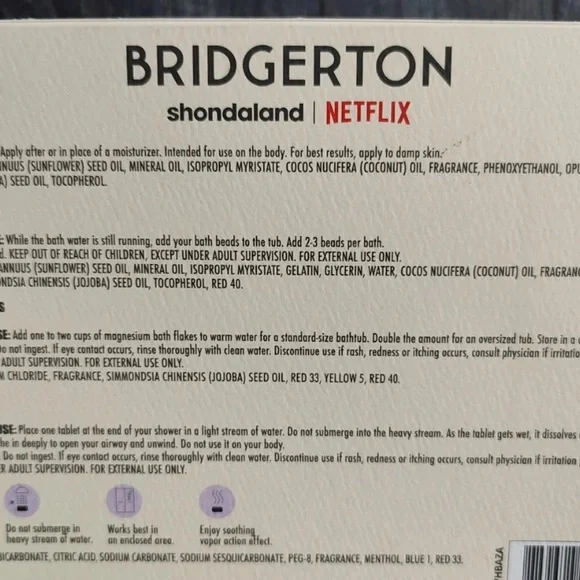 BRIDGERTON
shondaland | NETFLIX
Apply after or in place of a moisturizer. Intended for use on the body. For best results, apply to damp skin.
NUUS (SUNFLOWER) SEED OIL, MINERAL OIL, ISOPROPYL MYRISTATE, COCOS NUCIFERA (COCONUT) OIL, FRAGRANCE, PHENOXYETHANOL, OPU
A) SEED OIL, TOCOPHEROL.
E: While the bath water is still running, add your bath beads to the tub. Add 2-3 beads per bath.
d. KEEP OUT OF REACH OF CHILDREN, EXCEPT UNDER ADULT SUPERVISION. FOR EXTERNAL USE ONLY.
ANNUUS (SUNFLOWER) SEED OIL, MINERAL OIL, ISOPROPYL MYRISTATE, GELATIN, GLYCERIN, WATER, COCOS NUCIFERA (COCONUT) OIL, FRAGRAN
NDSIA CHINENSIS (JOJOBA) SEED OIL, TOCOPHEROL, RED 40.
S
SE: Add one to two cups of magnesium bath flakes to warm water for a standard-size bathtub. Double the amount for an oversized tub. Store in a c
Do not ingest. If eye contact occurs, rinse thoroughly with clean water. Discontinue use if rash, redness or itching occurs, consult physician if irritation
ADULT SUPERVISION. FOR EXTERNAL USE ONLY.
M CHLORIDE, FRAGRANCE, SIMMONDSIA CHINENSIS (JOJOBA) SEED OIL, RED 33, YELLOW 5, RED 40.
USE: Place one tablet at the end of your shower in a light stream of water. Do not submerge into the heavy stream. As the tablet gets wet, it dissolves
he in deeply to open your airway and unwind. Do not use it on your body.
Do not ingest. If eye contact occurs, rinse thoroughly with clean water. Discontinue use if rash, redness or itching occurs, consult physician if irritation
R ADULT SUPERVISION. FOR EXTERNAL USE ONLY.
Do not submerge in
heavy stream of water.
Works best in
an enclosed area.
Enjoy soothing
vapor action effect.
BICARBONATE, CITRIC ACID, SODIUM CARBONATE, SODIUM SESQUICARBONATE, PEG-8, FRAGRANCE, MENTHOL, BLUE 1, RED 33.
HBAZA